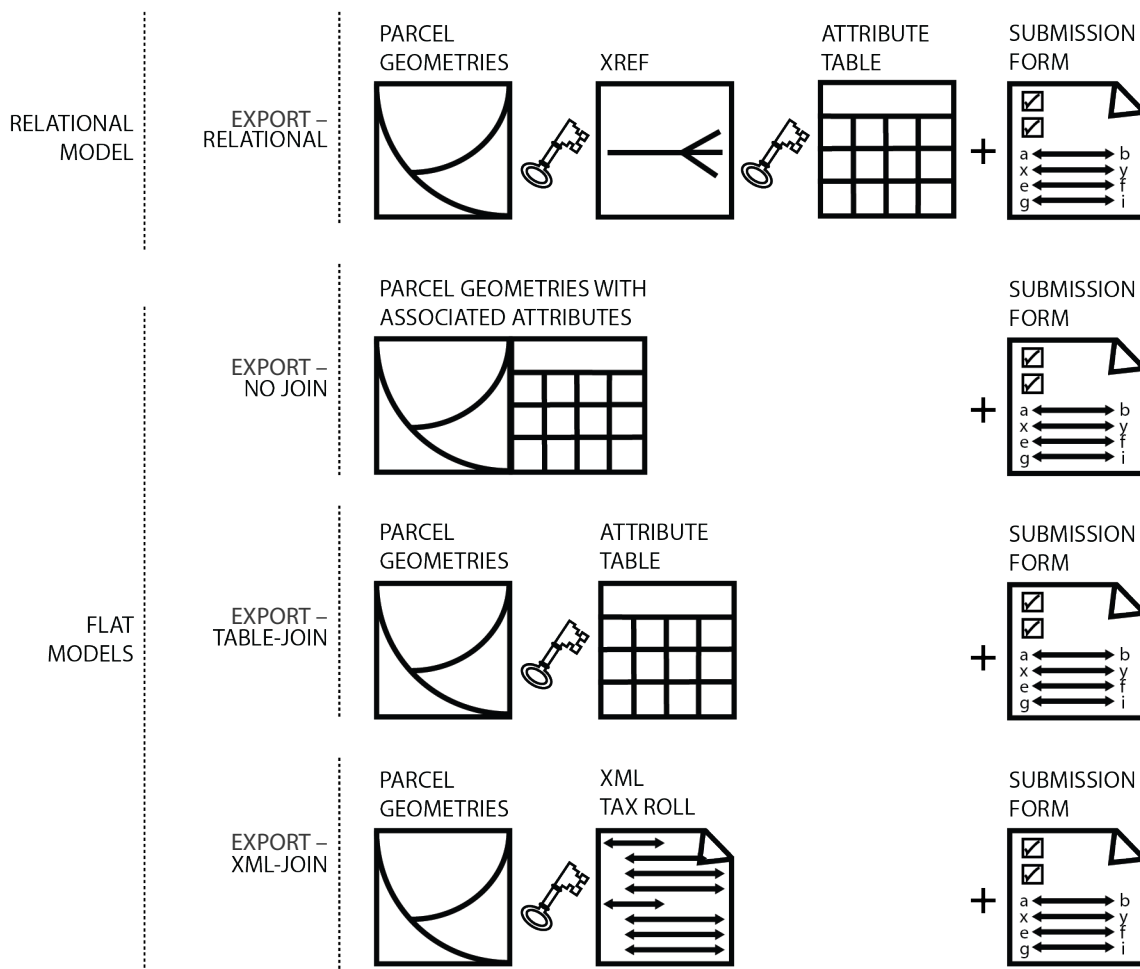 RELATIONAL
MODEL
EXPORT –
RELATIONAL
PARCEL
GEOMETRIES
XREF
ATTRIBUTE
TABLE
+
SUBMISSION
FORM
a b
x y
e f
g i
FLAT
MODELS
EXPORT –
NO JOIN
PARCEL GEOMETRIES WITH
ASSOCIATED ATTRIBUTES
+
SUBMISSION
FORM
a b
x y
e f
g i
EXPORT –
TABLE-JOIN
PARCEL
GEOMETRIES
ATTRIBUTE
TABLE
+
SUBMISSION
FORM
a b
x y
e f
g i
EXPORT –
XML-JOIN
PARCEL
GEOMETRIES
XML
TAX ROLL
+
SUBMISSION
FORM
a b
x y
e f
g i